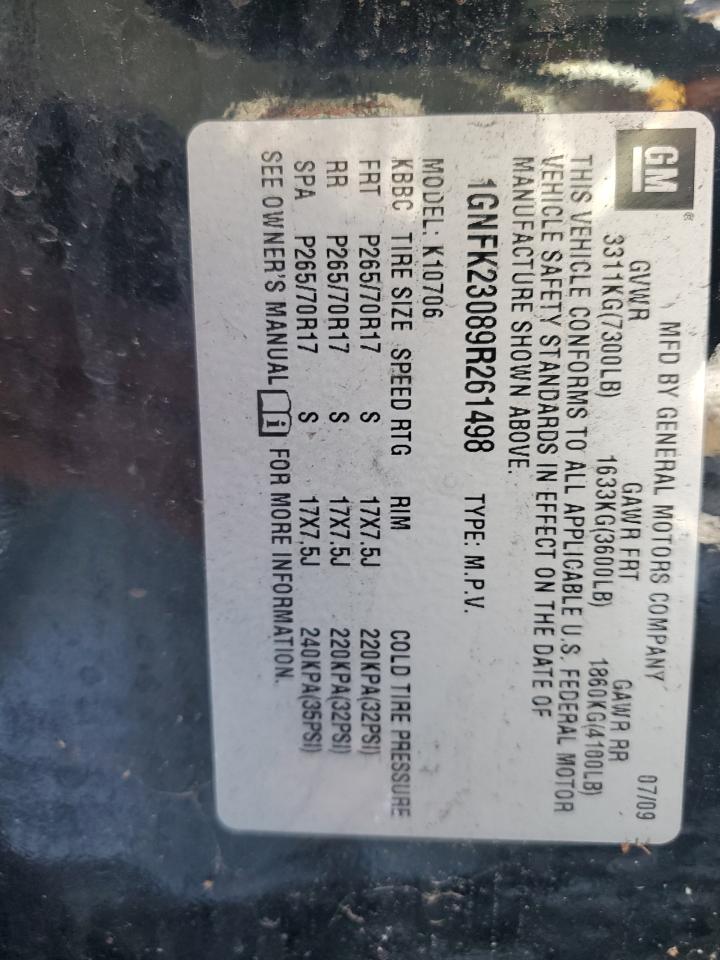 GM
®
MFD BY GENERAL MOTORS COMPANY 07/09
GVWR GAWR FRT GAWR RR
3311KG(7300LB) 1633KG(3600LB) 1860KG(4100LB)
THIS VEHICLE CONFORMS TO ALL APPLICABLE U.S. FEDERAL MOTOR
VEHICLE SAFETY STANDARDS IN EFFECT ON THE DATE OF
MANUFACTURE SHOWN ABOVE.
1GNFK23089R261498 TYPE: M.P.V.
MODEL: K10706
KBBC TIRE SIZE SPEED RTG RIM COLD TIRE PRESSURE
FRT P265/70R17 S 17X7.5J 220KPA(32PSI)
RR P265/70R17 S 17X7.5J 220KPA(32PSI)
SPA P265/70R17 S 17X7.5J 240KPA(35PSI)
SEE OWNER'S MANUAL i FOR MORE INFORMATION.